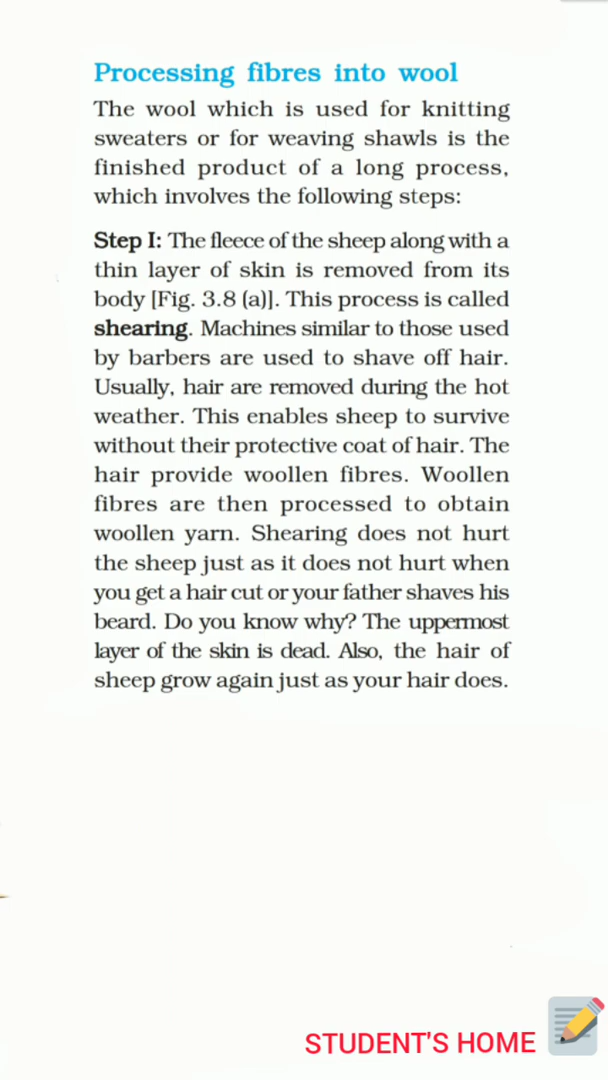 Processing fibres into wool
The wool which is used for knitting
sweaters or for weaving shawls is the
finished product of a long process,
which involves the following steps:
Step I: The fleece of the sheep along with a
thin layer of skin is removed from its
body [Fig. 3.8 (a)]. This process is called
shearing. Machines similar to those used
by barbers are used to shave off hair.
Usually, hair are removed during the hot
weather. This enables sheep to survive
without their protective coat of hair. The
hair provide woollen fibres. Woollen
fibres are then processed to obtain
woollen yarn. Shearing does not hurt
the sheep just as it does not hurt when
you get a hair cut or your father shaves his
beard. Do you know why? The uppermost
layer of the skin is dead. Also, the hair of
sheep grow again just as your hair does.
STUDENT'S HOME